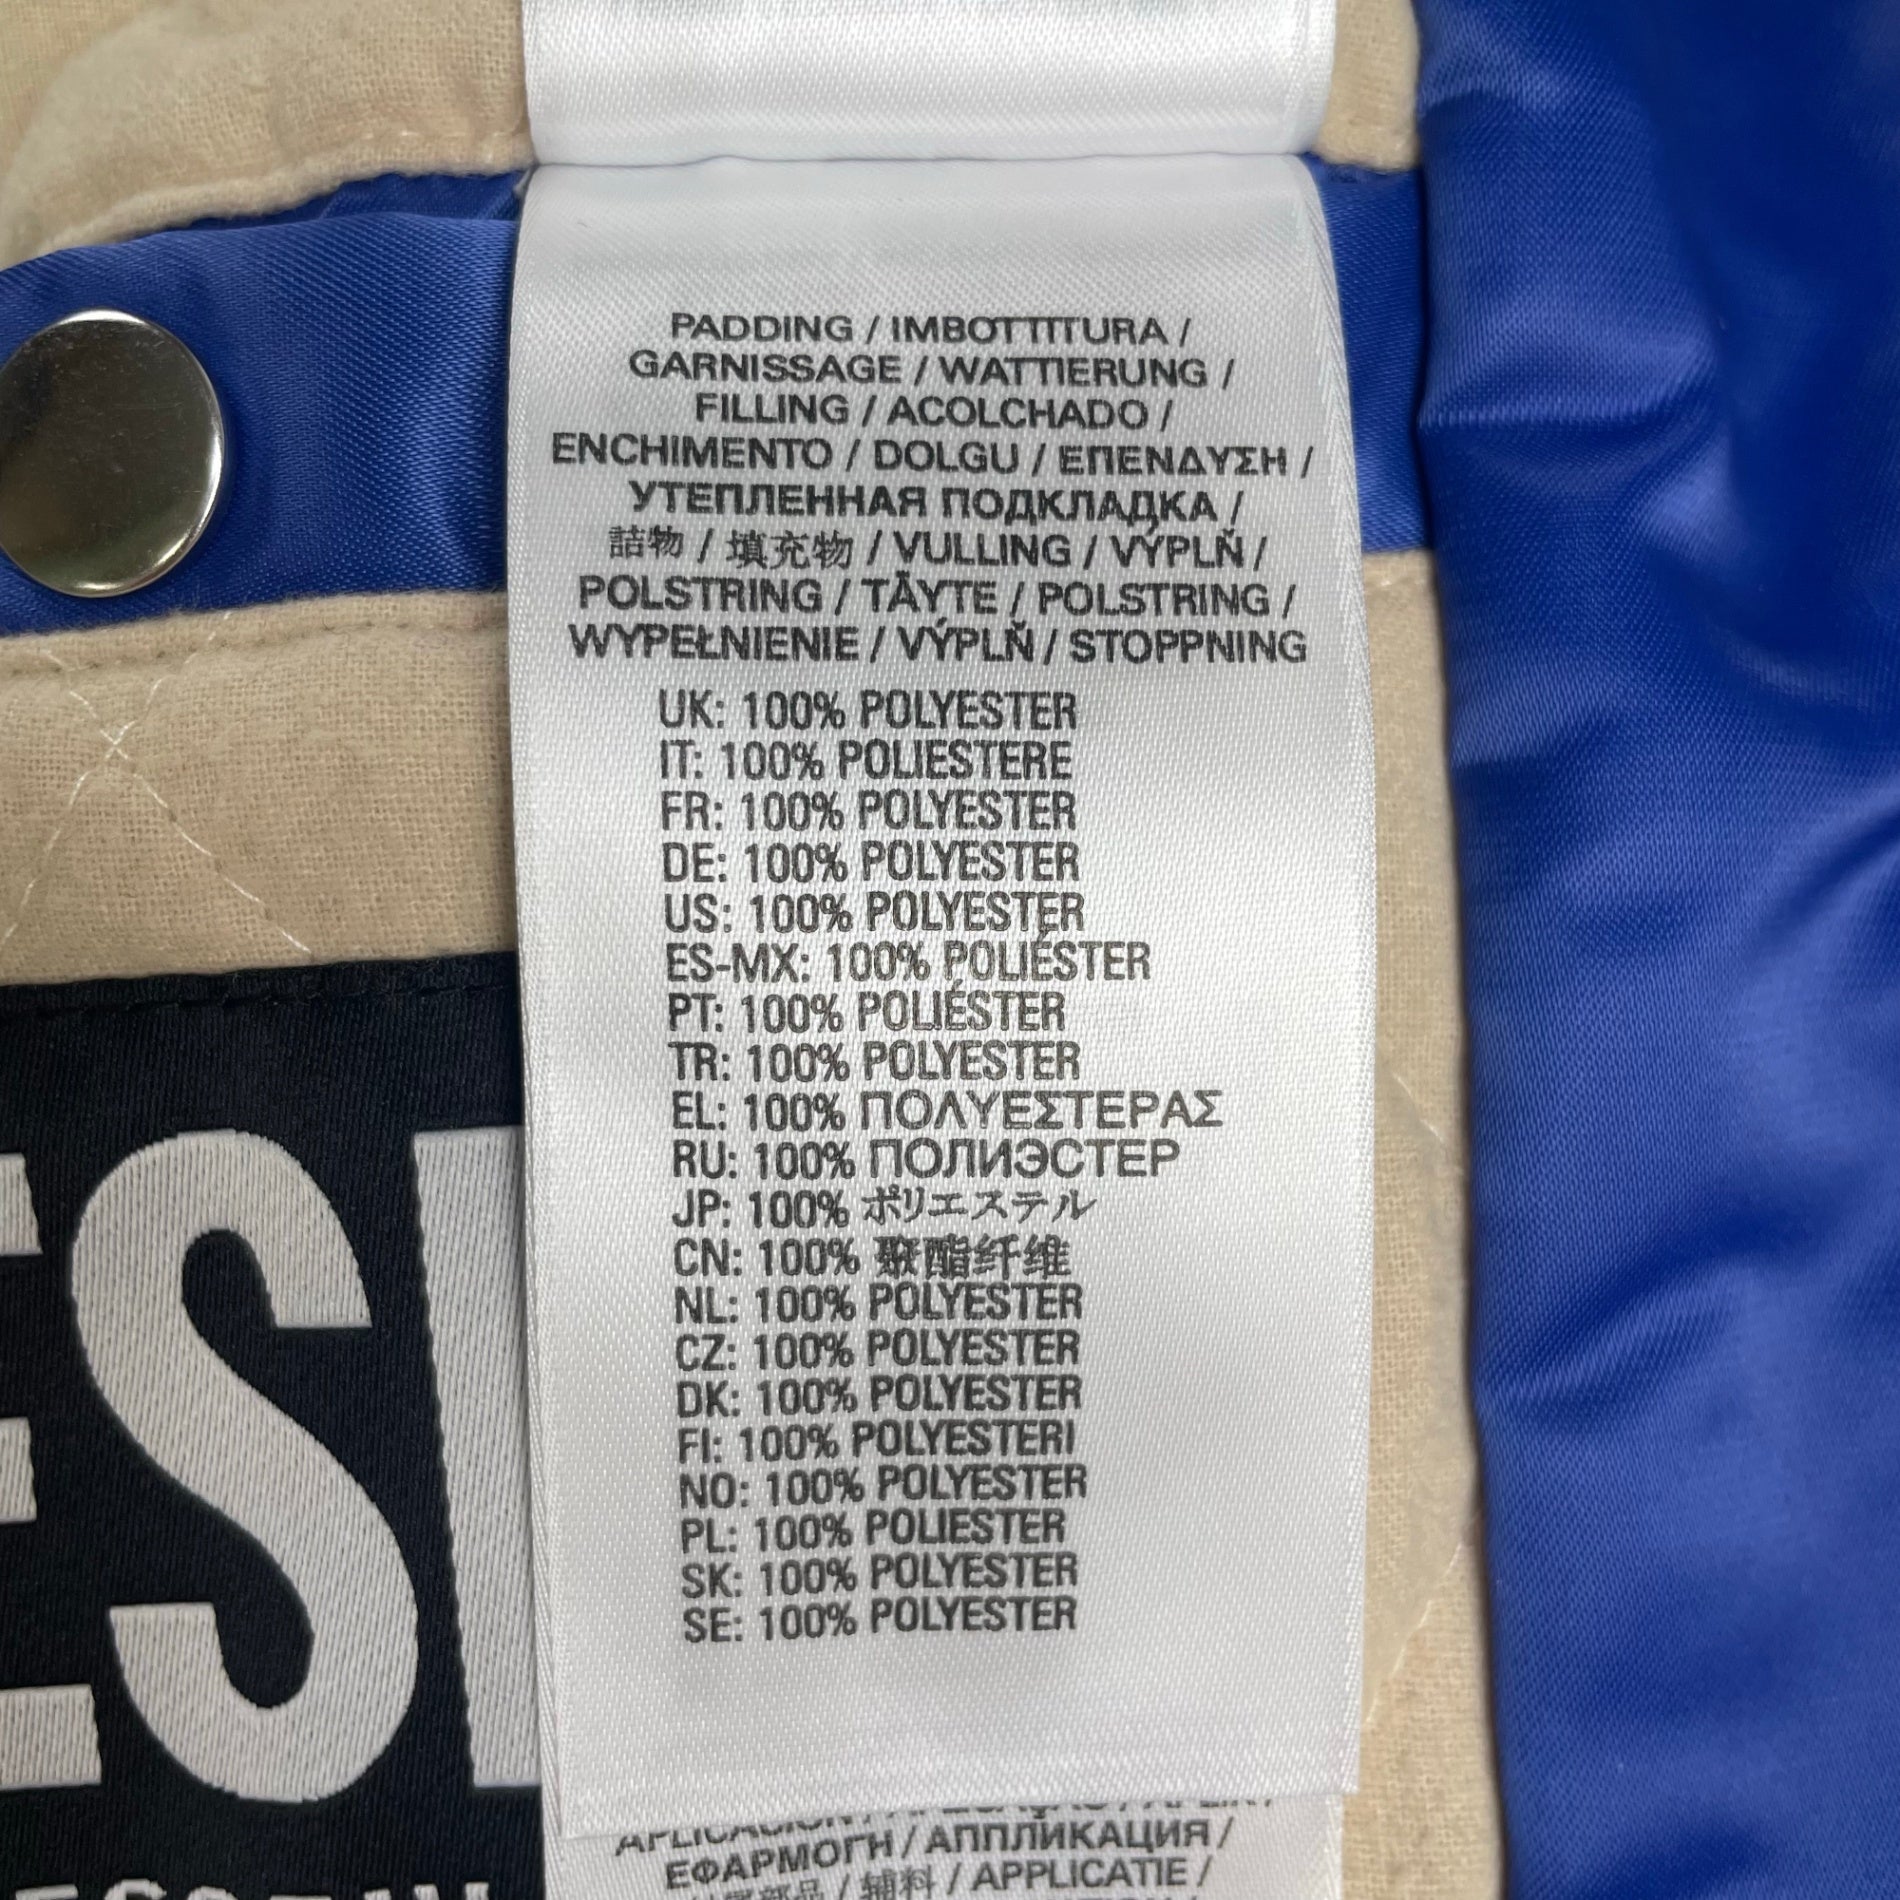 PADDING / IMBOTTITURA /
GARNISSAGE / WATTIERUNG /
FILLING / ACOLCHADO /
ENCHIMENTO / DOLGU / ΕΠΕΝΔΥΣΗ /
УТЕПЛЕННАЯ ПОДКЛАДКА /
詰物 / 填充物 / VULLING / VÝPLŇ /
POLSTRING / TÄYTE / POLSTRING /
WYPEŁNIENIE / VÝPLŇ / STOPPNING
UK: 100% POLYESTER
IT: 100% POLIESTERE
FR: 100% POLYESTER
DE: 100% POLYESTER
US: 100% POLYESTER
ES-MX: 100% POLIÉSTER
PT: 100% POLIÉSTER
TR: 100% POLYESTER
EL: 100% ΠΟΛΥΕΣΤΕΡΑΣ
RU: 100% ПОЛИЭСТЕР
JP: 100% ポリエステル
CN: 100% 聚酯纤维
NL: 100% POLYESTER
CZ: 100% POLYESTER
DK: 100% POLYESTER
FI: 100% POLYESTERI
NO: 100% POLYESTER
PL: 100% POLIESTER
SK: 100% POLYESTER
SE: 100% POLYESTER
ΕΦΑΡΜΟΓΗ / АППЛИКАЦИЯ /
/ 辅料 / APPLICATIE /
ES